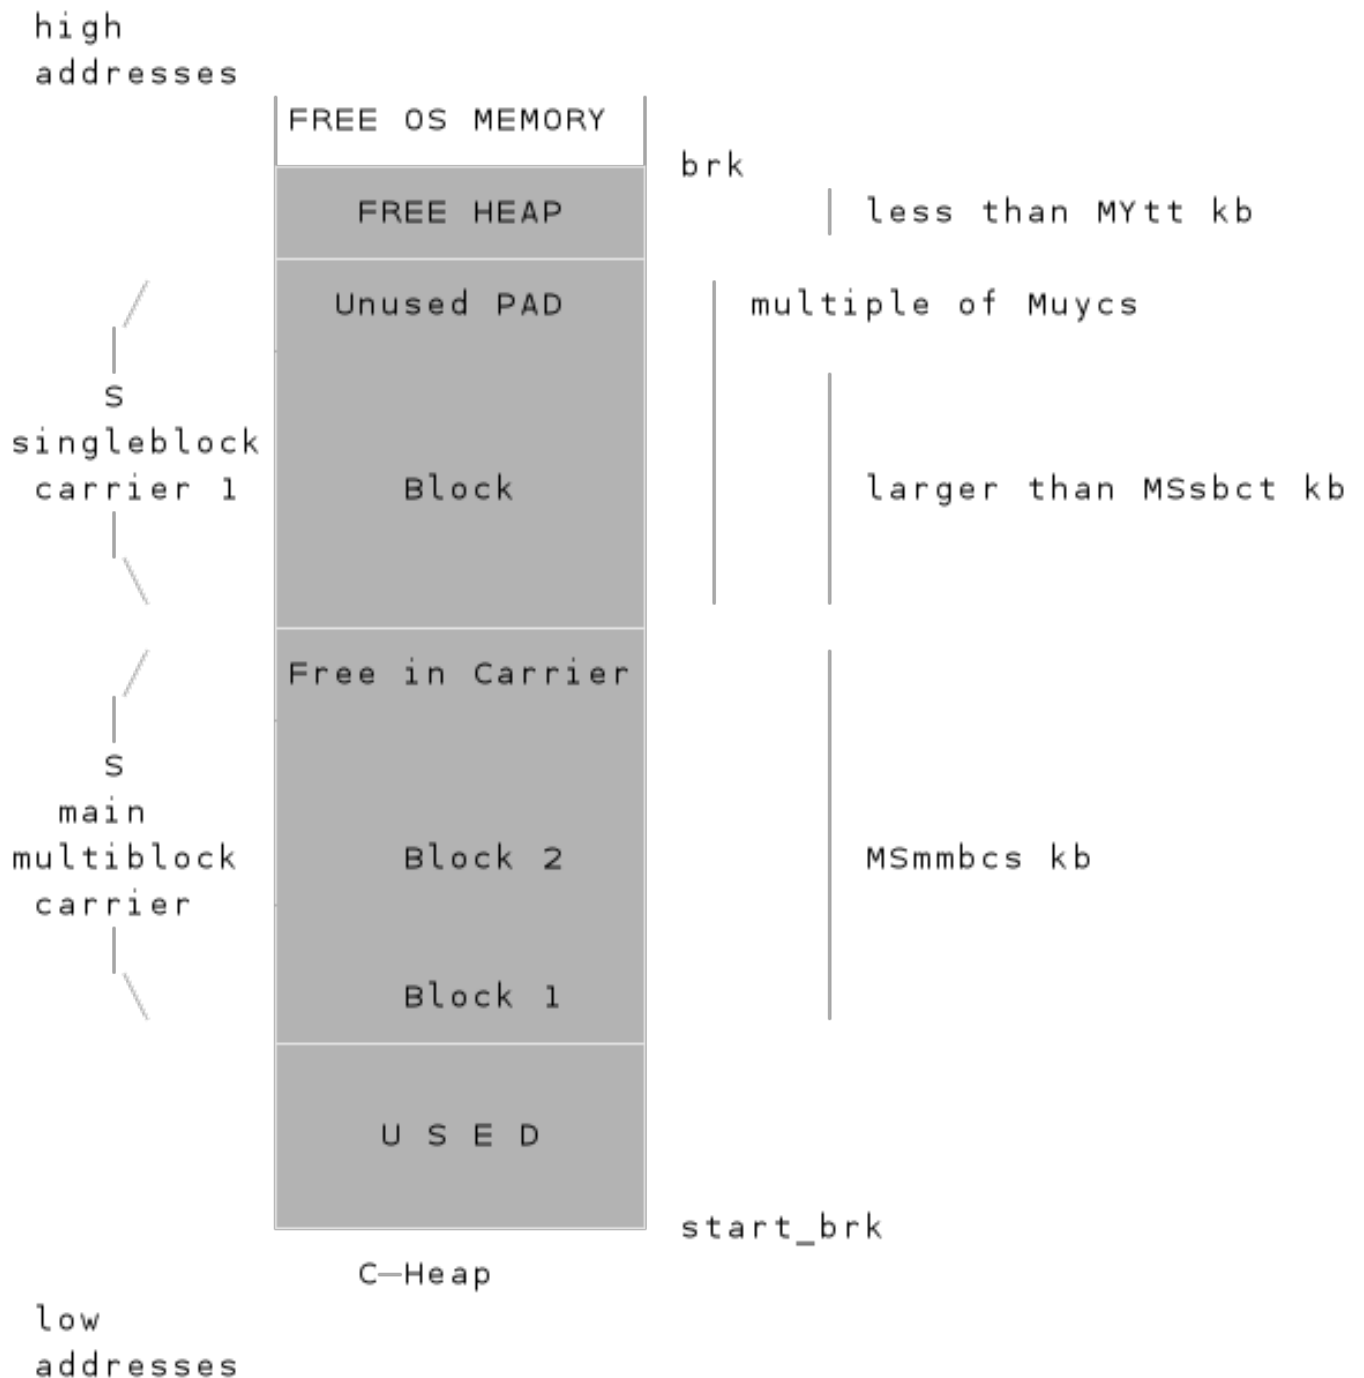 high
addresses
FREE OS MEMORY
brk
FREE HEAP
less than MYtt kb
Unused PAD
multiple of Muycs
S
singleblock
carrier 1
Block
larger than MSsbct kb
Free in Carrier
S
main
multiblock
carrier
Block 2
MSmmbcs kb
Block 1
U S E D
start_brk
C—Heap
low
addresses